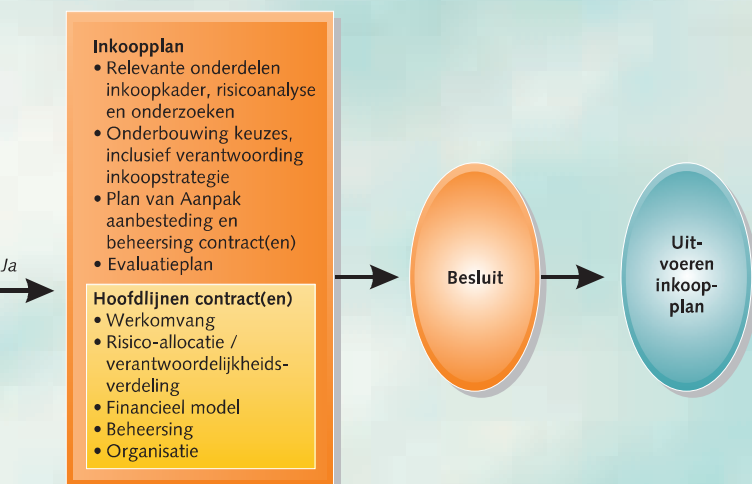 Ja
Inkoopplan
• Relevante onderdelen
inkoopkader, risicoanalyse
en onderzoeken
• Onderbouwing keuzes,
inclusief verantwoording
inkoopstrategie
• Plan van Aanpak
aanbesteding en
beheersing contract(en)
• Evaluatieplan
Hoofdlijnen contract(en)
• Werkomvang
• Risico-allocatie /
verantwoordelijkheids-
verdeling
• Financieel model
• Beheersing
• Organisatie
Besluit
Uit-
voeren
inkoop-
plan